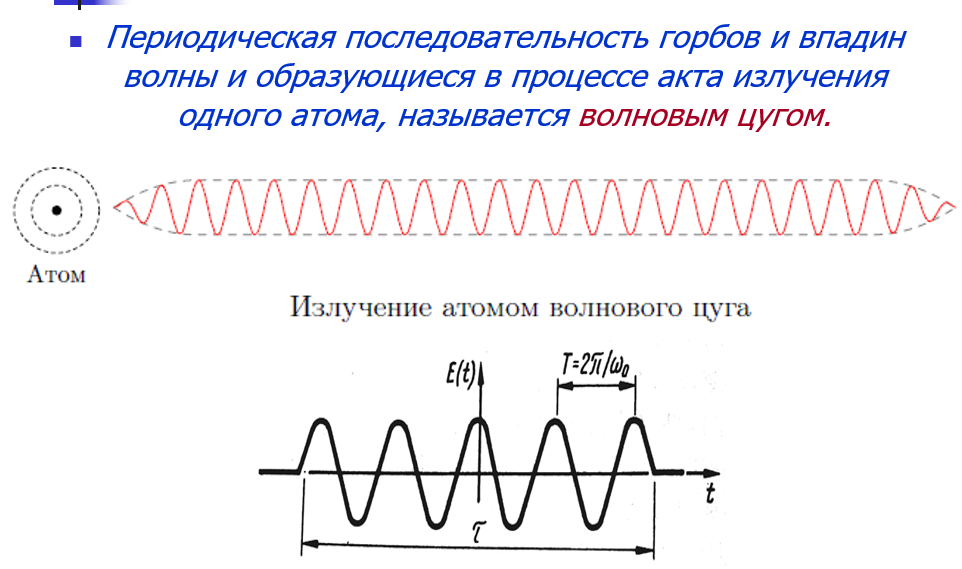 Периодическая последовательность горбов и впадин
волны и образующиеся в процессе акта излучения
одного атома, называется волновым цугом.
Атом
Излучение атомом волнового цуга
E(t)
T=2π/ω₀
t
τ